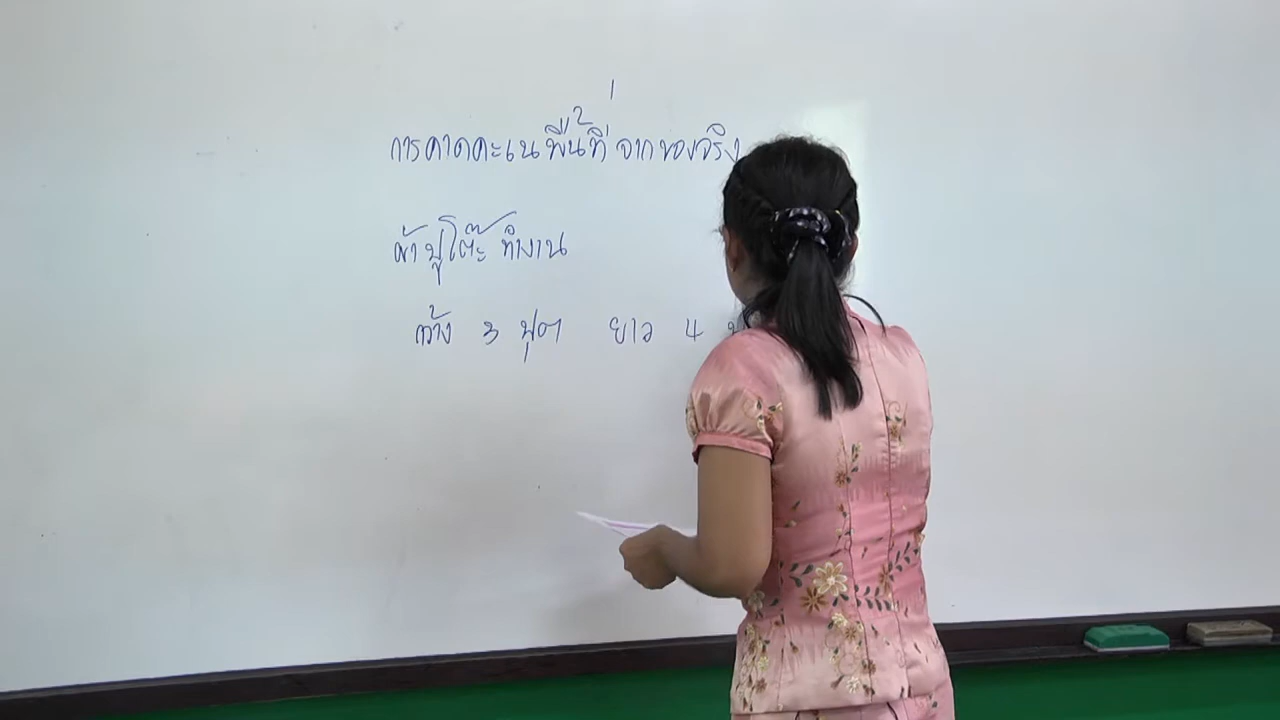 การคาดคะเนพื้นที่ จากของจริง
ผ้าปูโต๊ะ ทำงาน
กว้าง 3 ฟุต ยาว 4